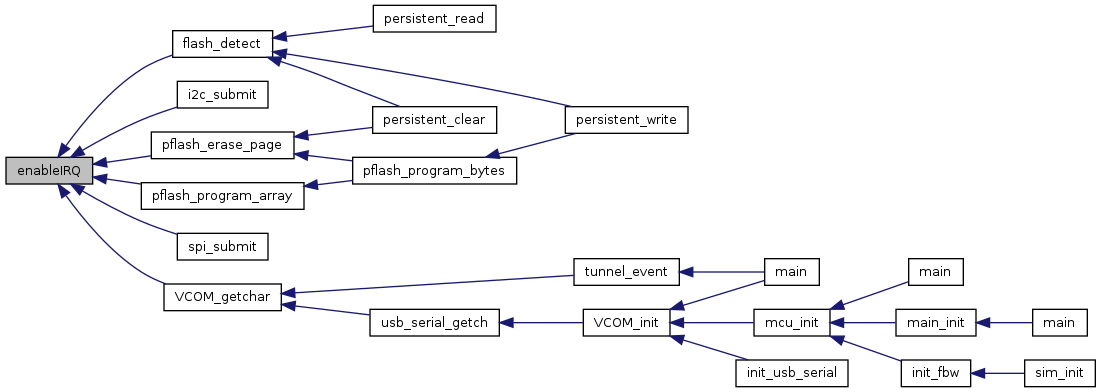 persistent_read
flash_detect
i2c_submit
persistent_clear
persistent_write
pflash_erase_page
enableIRQ
pflash_program_bytes
pflash_program_array
spi_submit
tunnel_event
main
main
VCOM_getchar
usb_serial_getch
VCOM_init
mcu_init
main_init
main
init_usb_serial
init_fbw
sim_init